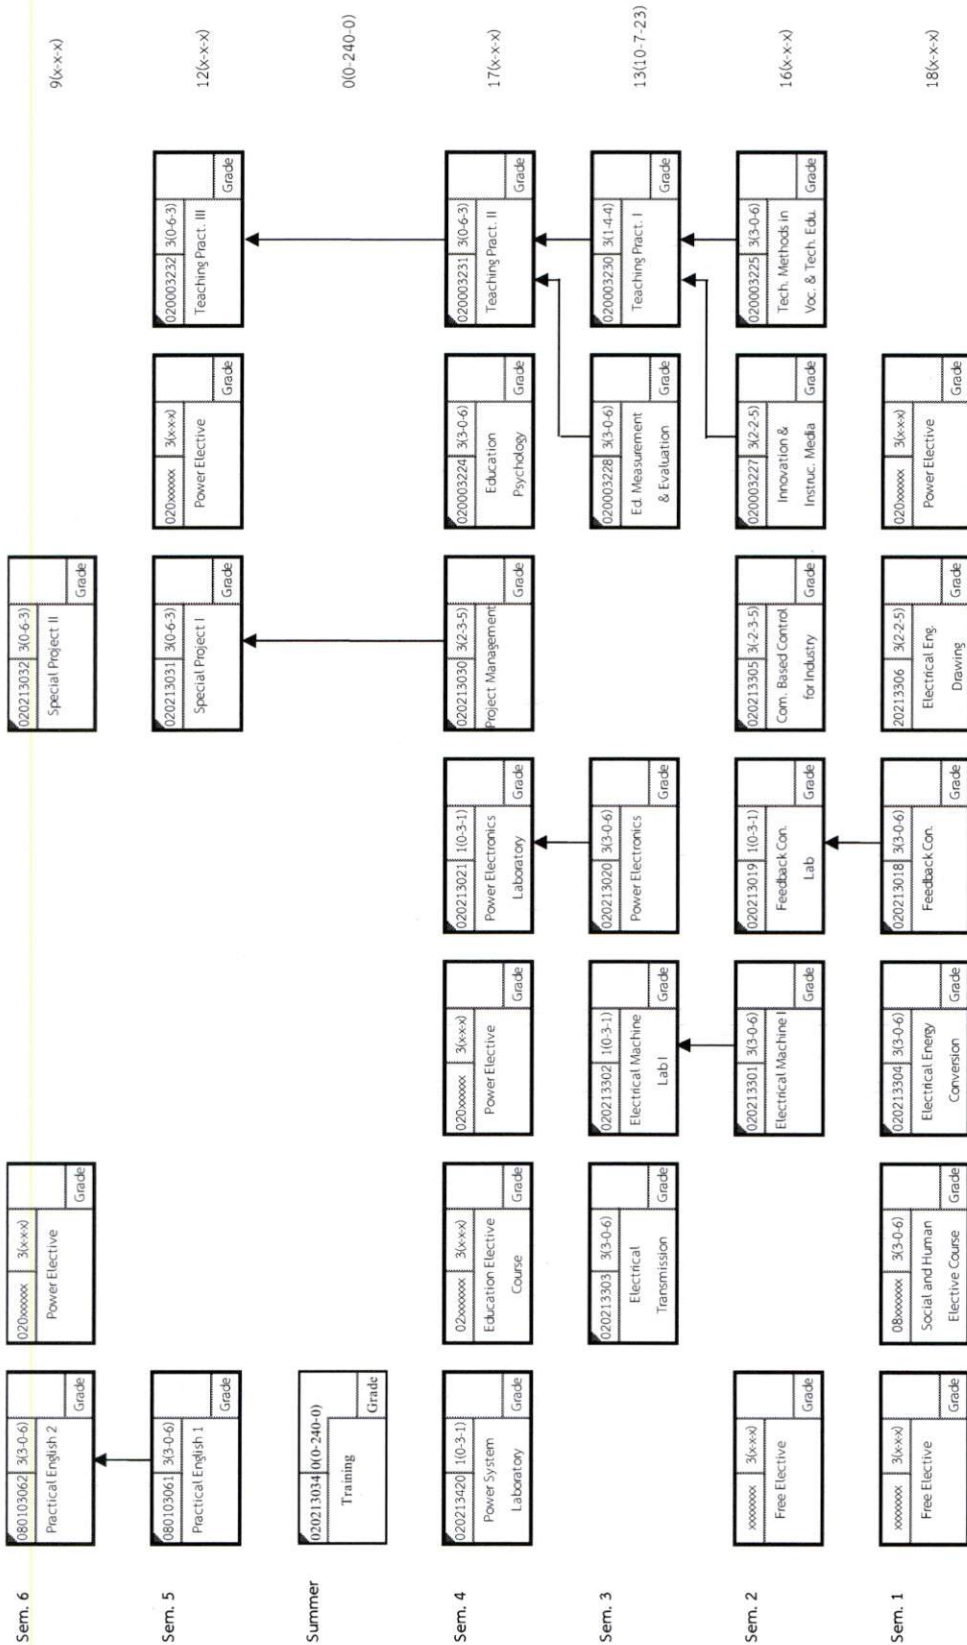 Sem. 6
080103062 3(3-0-6)
Practical English 2
Grade
020xxxxxx 3(x-x-x)
Power Elective
Grade
020213032 3(0-6-3)
Special Project II
Grade
9(x-x-x)
Sem. 5
080103061 3(3-0-6)
Practical English 1
Grade
020213031 3(0-6-3)
Special Project I
Grade
020xxxxxx 3(x-x-x)
Power Elective
Grade
020003232 3(0-6-3)
Teaching Pract. III
Grade
12(x-x-x)
Summer
020213034 0(0-240-0)
Training
Grade
0(0-240-0)
Sem. 4
020213420 1(0-3-1)
Power System
Laboratory
Grade
02xxxxxxx 3(x-x-x)
Education Elective
Course
Grade
020xxxxxx 3(x-x-x)
Power Elective
Grade
020213021 1(0-3-1)
Power Electronics
Laboratory
Grade
020213030 3(2-3-5)
Project Management
Grade
020003224 3(3-0-6)
Education
Psychology
Grade
020003231 3(0-6-3)
Teaching Pract. II
Grade
17(x-x-x)
Sem. 3
020213303 3(3-0-6)
Electrical
Transmission
Grade
020213302 1(0-3-1)
Electrical Machine
Lab I
Grade
020213020 3(3-0-6)
Power Electronics
Grade
020003228 3(3-0-6)
Ed. Measurement
& Evaluation
Grade
020003230 3(1-4-4)
Teaching Pract. I
Grade
13(10-7-23)
Sem. 2
xxxxxxxx 3(x-x-x)
Free Elective
Grade
020213301 3(3-0-6)
Electrical Machine I
Grade
020213019 1(0-3-1)
Feedback Con.
Lab
Grade
020213305 3(-2-3-5)
Com. Based Control
for Industry
Grade
020003227 3(2-2-5)
Innovation &
Instruc. Media
Grade
020003225 3(3-0-6)
Tech. Methods in
Voc. & Tech. Edu.
Grade
16(x-x-x)
Sem. 1
xxxxxxxx 3(x-x-x)
Free Elective
Grade
08xxxxxxx 3(3-0-6)
Social and Human
Elective Course
Grade
020213304 3(3-0-6)
Electrical Energy
Conversion
Grade
020213018 3(3-0-6)
Feedback Con.
Grade
20213306 3(2-2-5)
Electrical Eng.
Drawing
Grade
020xxxxxx 3(x-x-x)
Power Elective
Grade
18(x-x-x)